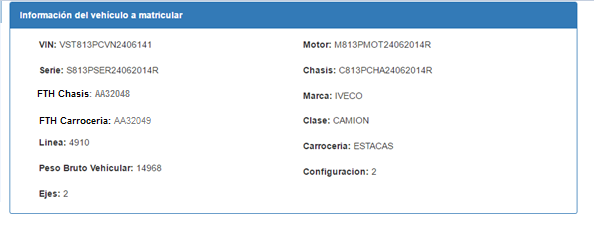 Información del vehículo a matricular
VIN: VST813PCVN2406141
Motor: M813PMOT24062014R
Serie: S813PSER24062014R
Chasis: C813PCHA24062014R
FTH Chasis: AA32048
Marca: IVECO
FTH Carroceria: AA32049
Clase: CAMION
Linea: 4910
Carroceria: ESTACAS
Peso Bruto Vehicular: 14968
Configuracion: 2
Ejes: 2